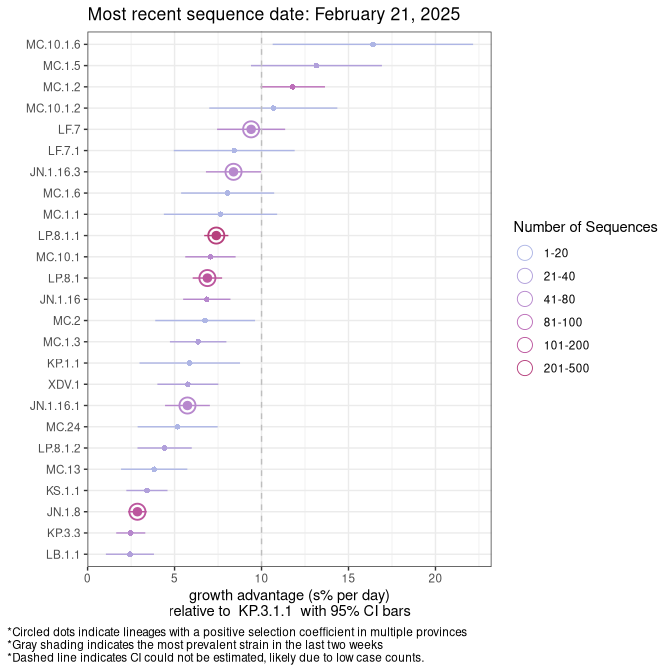 Most recent sequence date: February 21, 2025
MC.10.1.6
MC.1.5
MC.1.2
MC.10.1.2
LF.7
LF.7.1
JN.1.16.3
MC.1.6
MC.1.1
LP.8.1.1
MC.10.1
LP.8.1
JN.1.16
MC.2
MC.1.3
KP.1.1
XDV.1
JN.1.16.1
MC.24
LP.8.1.2
MC.13
KS.1.1
JN.1.8
KP.3.3
LB.1.1
0 5 10 15 20
growth advantage (s% per day)
relative to KP.3.1.1 with 95% CI bars
Number of Sequences
1-20
21-40
41-80
81-100
101-200
201-500
*Circled dots indicate lineages with a positive selection coefficient in multiple provinces
*Gray shading indicates the most prevalent strain in the last two weeks
*Dashed line indicates CI could not be estimated, likely due to low case counts.